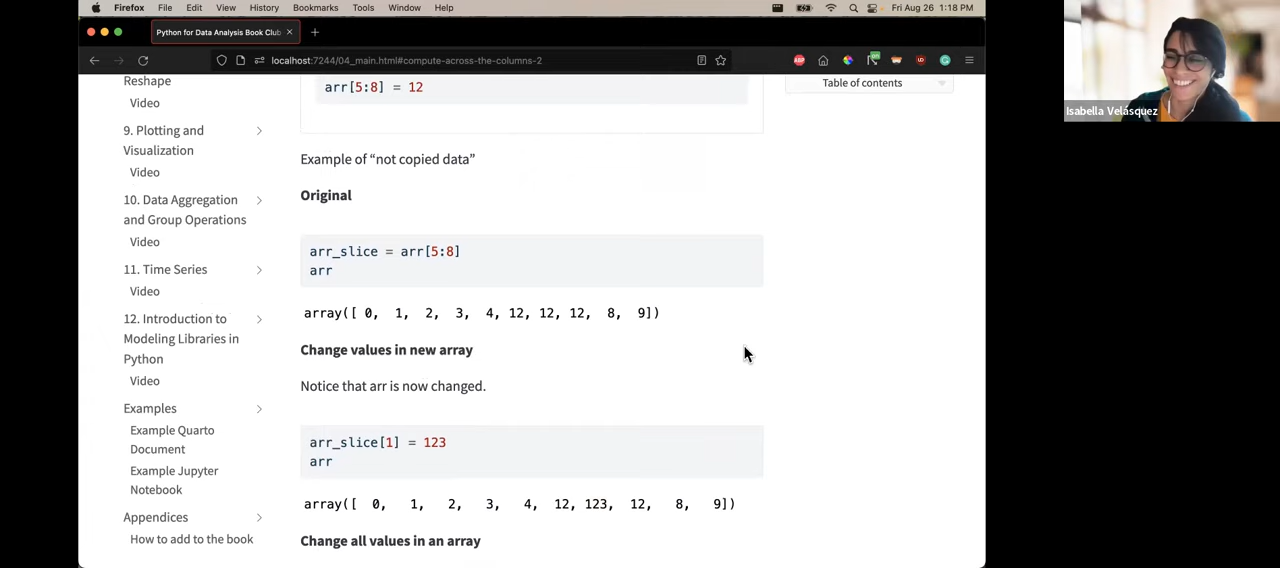 Firefox File Edit View History Bookmarks Tools Window Help Fri Aug 26 1:18 PM
Python for Data Analysis Book Club
localhost:7244/04_main.html#compute-across-the-columns-2
Reshape
Video
9. Plotting and
Visualization
Video
10. Data Aggregation
and Group Operations
Video
11. Time Series
Video
12. Introduction to
Modeling Libraries in
Python
Video
Examples
Example Quarto
Document
Example Jupyter
Notebook
Appendices
How to add to the book
arr[5:8] = 12
Example of “not copied data”
Original
arr_slice = arr[5:8]
arr
array([ 0, 1, 2, 3, 4, 12, 12, 12, 8, 9])
Change values in new array
Notice that arr is now changed.
arr_slice[1] = 123
arr
array([ 0, 1, 2, 3, 4, 12, 123, 12, 8, 9])
Change all values in an array
Table of contents
Isabella Velásquez